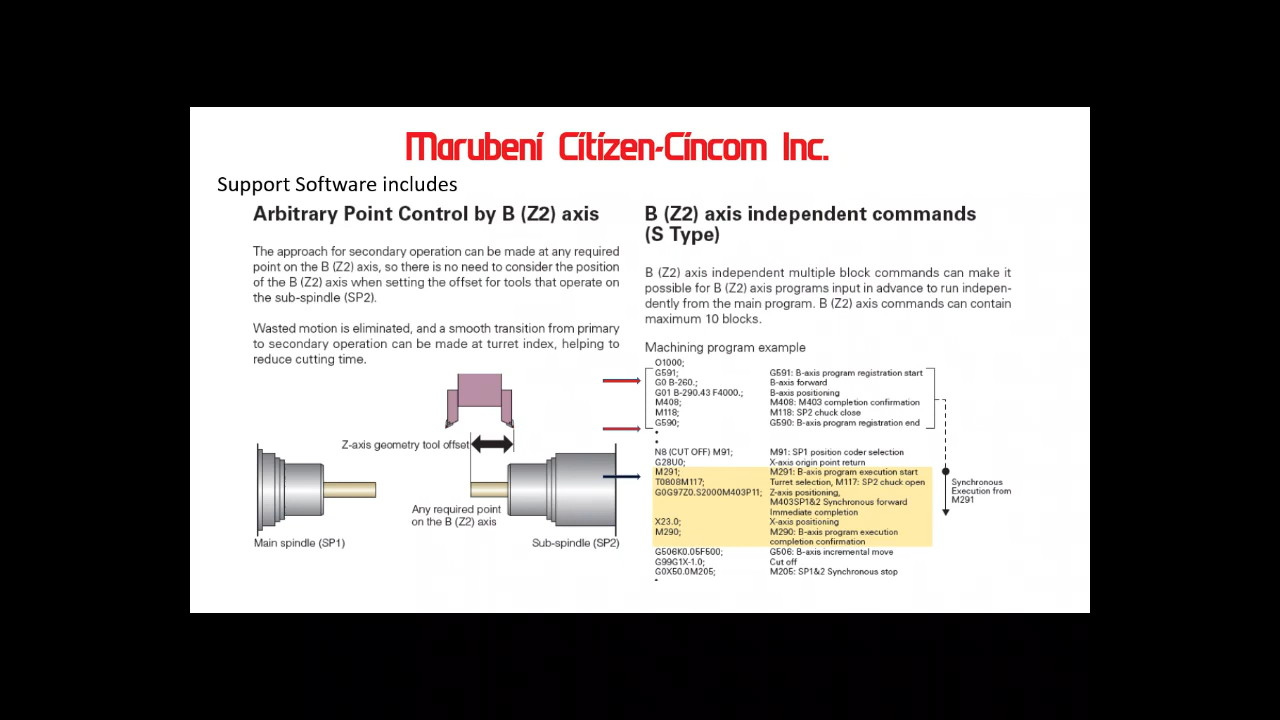 Marubeni Citizen-Cincom Inc.
Support Software includes
Arbitrary Point Control by B (Z2) axis
The approach for secondary operation can be made at any required
point on the B (Z2) axis, so there is no need to consider the position
of the B (Z2) axis when setting the offset for tools that operate on
the sub-spindle (SP2).
Wasted motion is eliminated, and a smooth transition from primary
to secondary operation can be made at turret index, helping to
reduce cutting time.
Z-axis geometry tool offset
Any required point
on the B (Z2) axis
Main spindle (SP1)
Sub-spindle (SP2)
B (Z2) axis independent commands
(S Type)
B (Z2) axis independent multiple block commands can make it
possible for B (Z2) axis programs input in advance to run indepen-
dently from the main program. B (Z2) axis commands can contain
maximum 10 blocks.
Machining program example
O1000;
G591; G591: B-axis program registration start
G0 B-260.; B-axis forward
G01 B-290.43 F4000.; B-axis positioning
M408; M408: M403 completion confirmation
M118; M118: SP2 chuck close
G590; G590: B-axis program registration end
•
•
N8 (CUT OFF) M91; M91: SP1 position coder selection
G28U0; X-axis origin point return
M291; M291: B-axis program execution start
T0808M117; Turret selection, M117: SP2 chuck open
G0G97Z0.S2000M403P11; Z-axis positioning,
M403SP1&2 Synchronous forward
Immediate completion
X23.0; X-axis positioning
M290; M290: B-axis program execution
completion confirmation
G506K0.05F500; G506: B-axis incremental move
G99G1X-1.0; Cut off
G0X50.0M205; M205: SP1&2 Synchronous stop
•
Synchronous
Execution from
M291